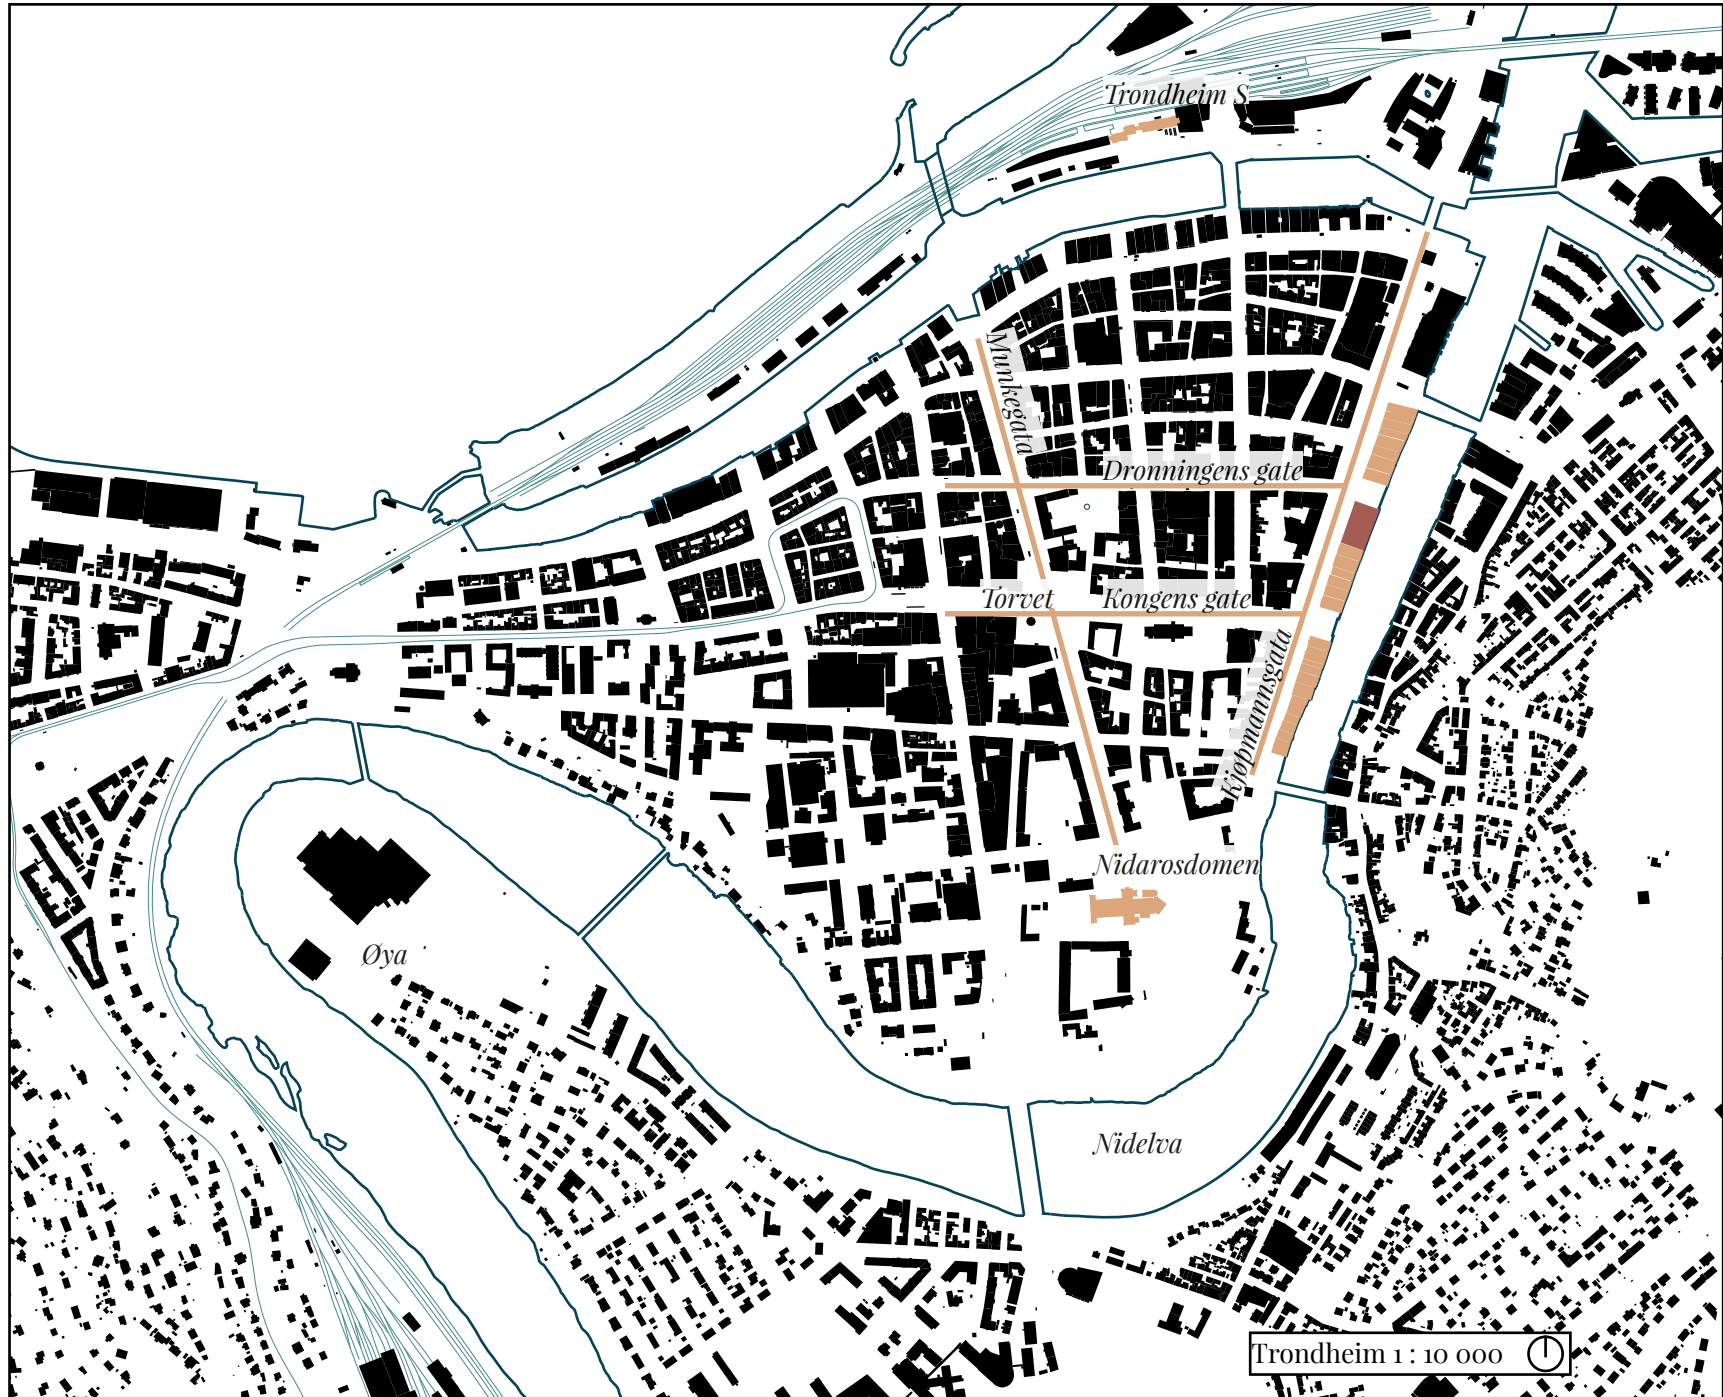 Trondheim S
Munkegata
Dronningens gate
Torvet
Kongens gate
Kjøpmannsgata
Nidarosdomen
Øya
Nidelva
Trondheim 1 : 10 000